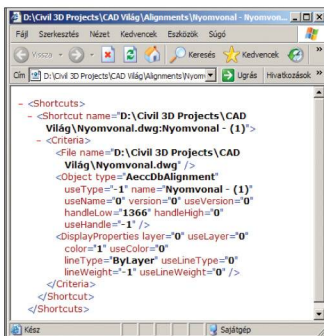 D:\Civil 3D Projects\CAD Világ\Alignments\Nyomvonal - Nyomvon...
Fájl Szerkesztés Nézet Kedvencek Eszközök Súgó
Vissza Keresés Kedvencek
Cím D:\Civil 3D Projects\CAD Világ\Alignments\Nyomv Ugrás Hivatkozások »
- <Shortcuts>
- <Shortcut name="D:\Civil 3D Projects\CAD
Világ\Nyomvonal.dwg:Nyomvonal - (1)">
- <Criteria>
<File name="D:\Civil 3D Projects\CAD
Világ\Nyomvonal.dwg" />
<Object type="AeccDbAlignment"
useType="-1" name="Nyomvonal - (1)"
useName="0" version="0" useVersion="0"
handleLow="1366" handleHigh="0"
useHandle="-1" />
<DisplayProperties layer="0" useLayer="0"
color="1" useColor="0"
lineType="ByLayer" useLineType="0"
lineWeight="-1" useLineWeight="0" />
</Criteria>
</Shortcut>
</Shortcuts>
Kész Sajátgép